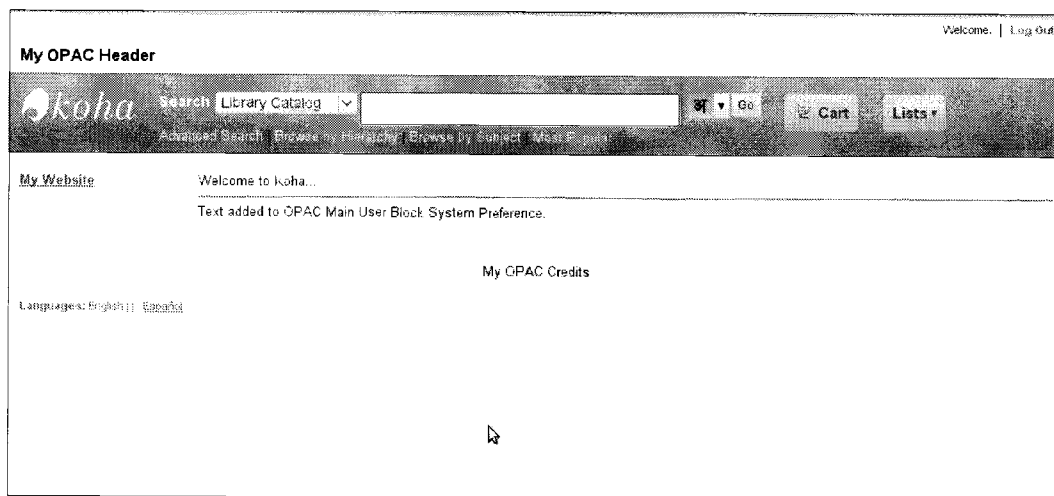 Welcome. | Log Out
My OPAC Header
koha Search Library Catalog अ Go Cart Lists
Advanced Search | Browse by Hierarchy | Browse by Subject | Most Popular
My Website
Welcome to Koha...
Text added to OPAC Main User Block System Preference.
My OPAC Credits
Languages: English | Español